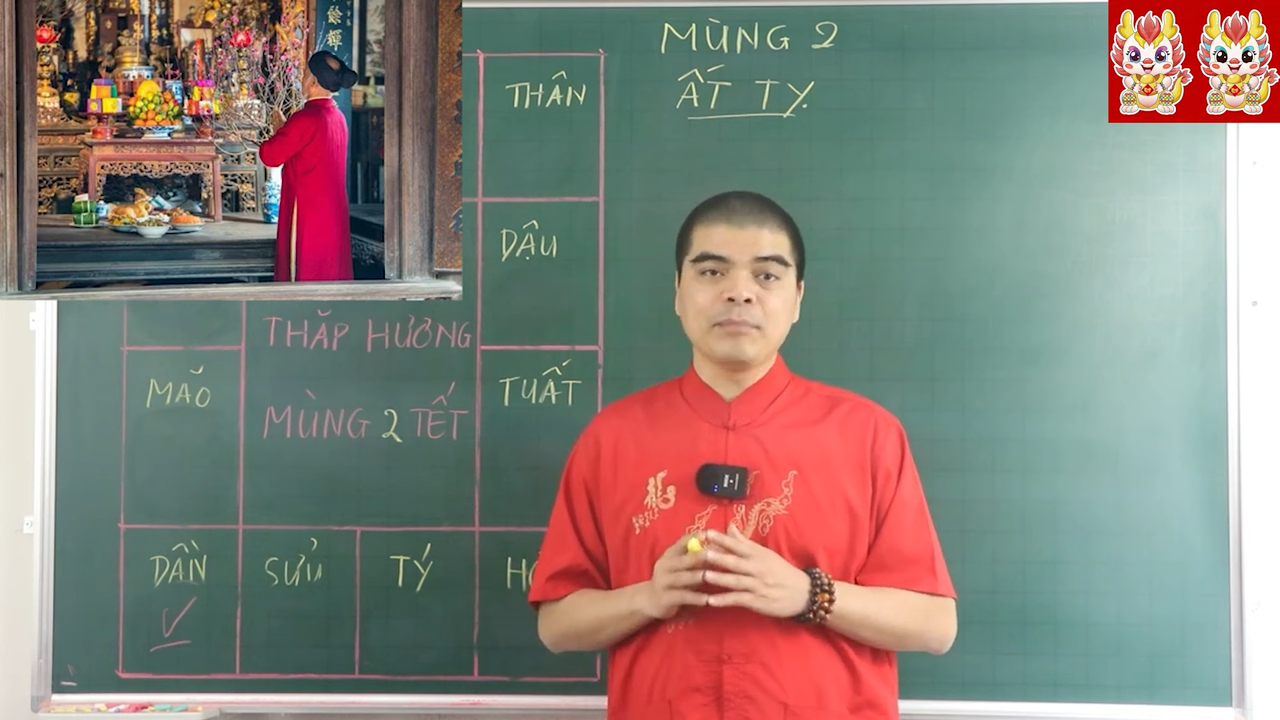 MÙNG 2
ẤT TỴ
THÂN
DẬU
THẮP HƯƠNG
MÙNG 2 TẾT
MÃO
TUẤT
DẦN
SỬU
TÝ